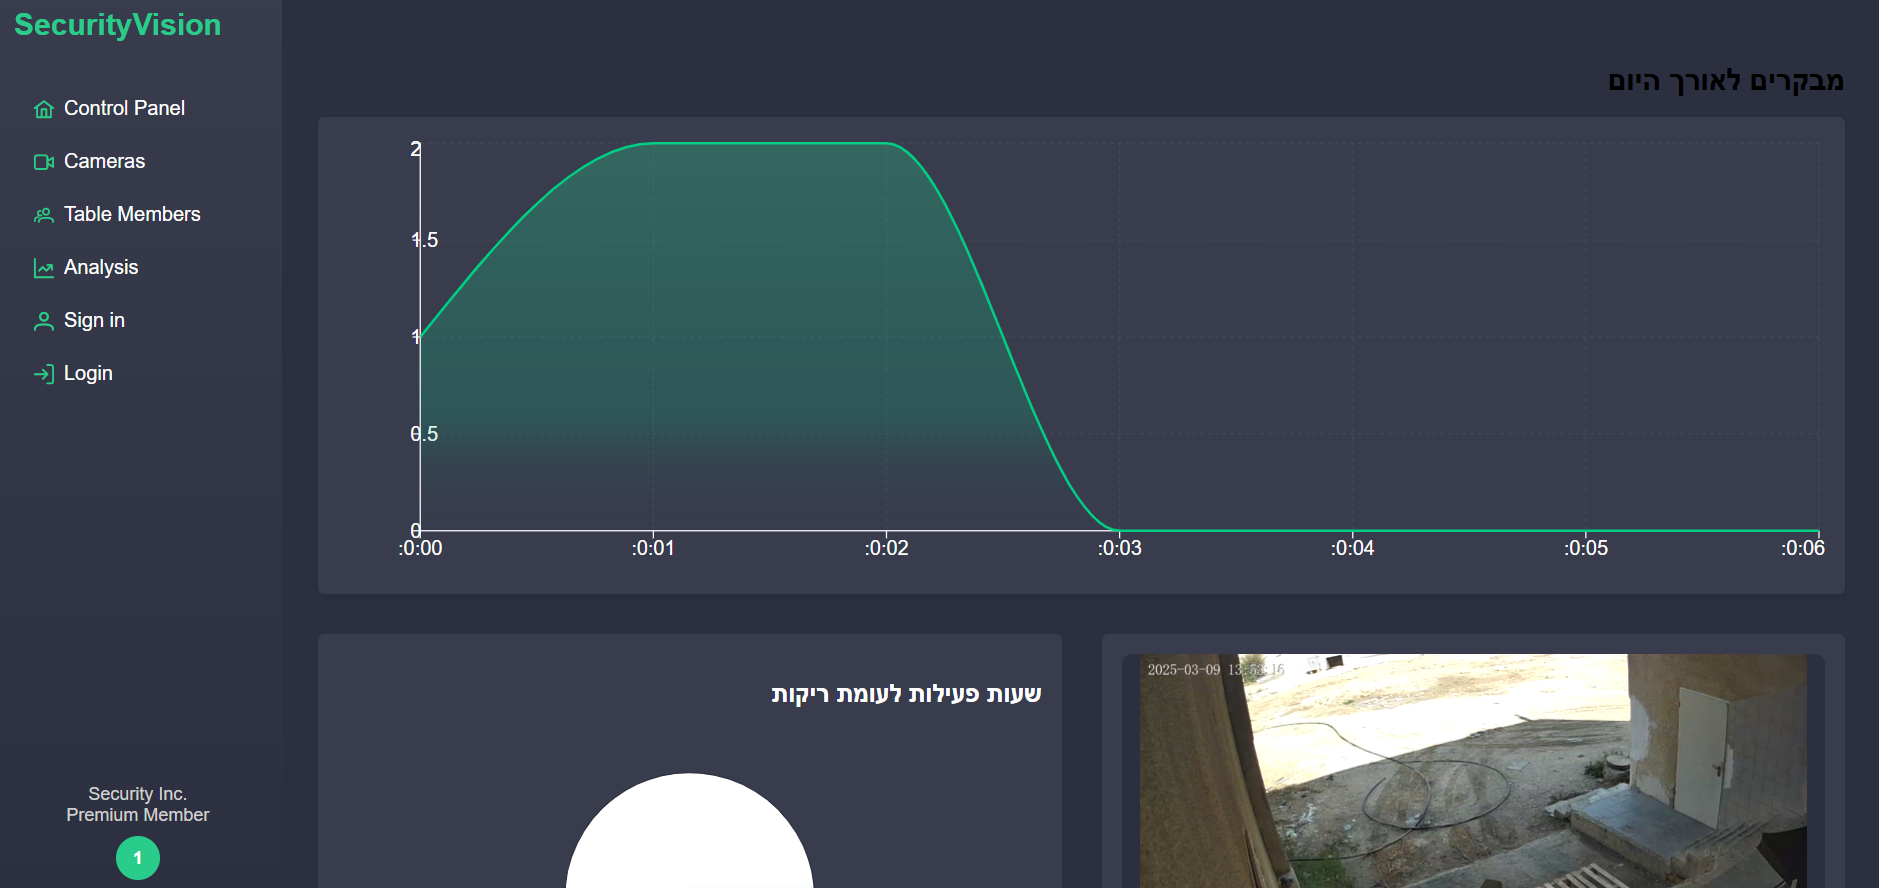 SecurityVision
Control Panel
Cameras
Table Members
Analysis
Sign in
Login
Security Inc.
Premium Member
1
מבקרים לאורך היום
2
1.5
1
0.5
0
:0:00 :0:01 :0:02 :0:03 :0:04 :0:05 :0:06
שעות פעילות לעומת ריקות
2025-03-09 13:53:16